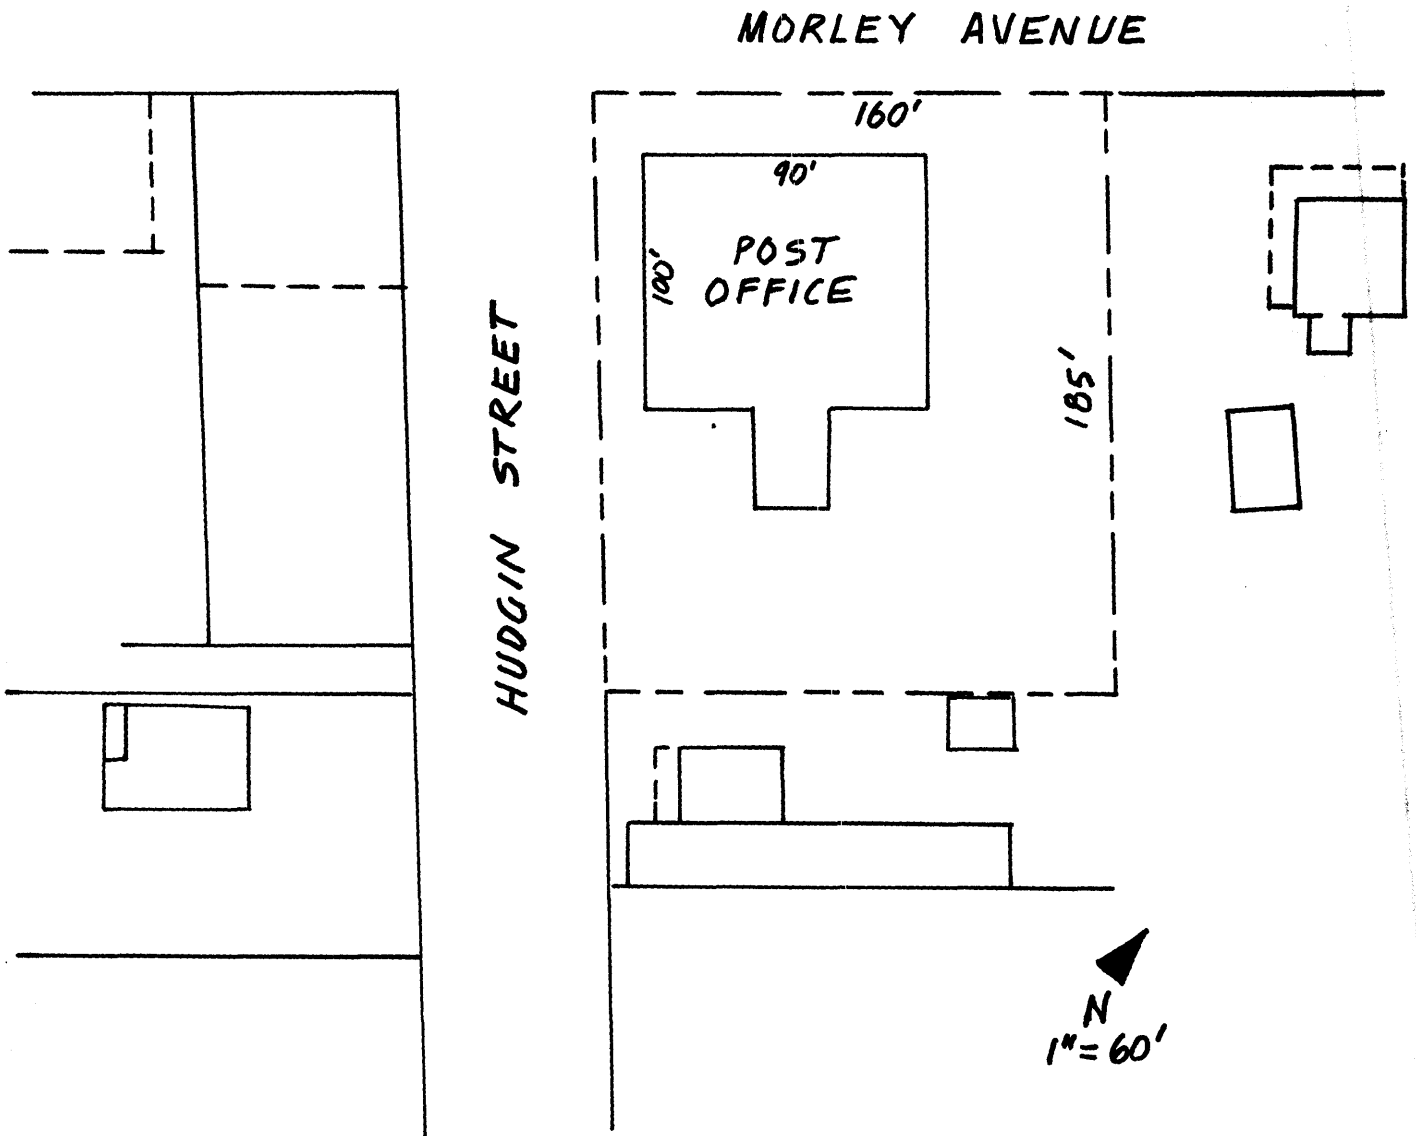 MORLEY AVENUE
160'
90'
POST
OFFICE
100'
185'
HUDGIN STREET
N
1"=60'